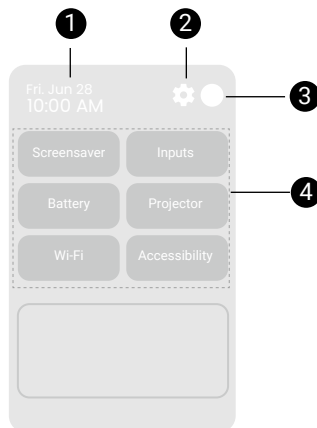 1
2
Fri. Jun 28
10:00 AM
3
Screensaver
Inputs
4
Battery
Projector
Wi-Fi
Accessibility